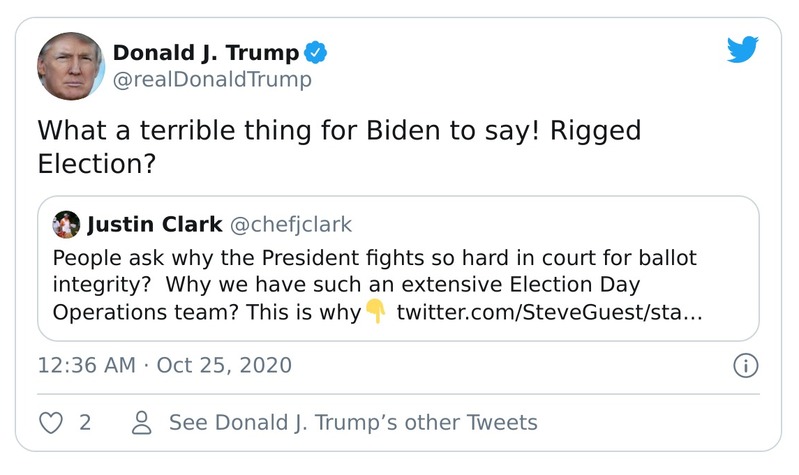 Donald J. Trump
@realDonaldTrump
What a terrible thing for Biden to say! Rigged
Election?
Justin Clark @chefjclark
People ask why the President fights so hard in court for ballot
integrity?  Why we have such an extensive Election Day
Operations team? This is why👇 twitter.com/SteveGuest/sta…
12:36 AM · Oct 25, 2020
2 See Donald J. Trump’s other Tweets